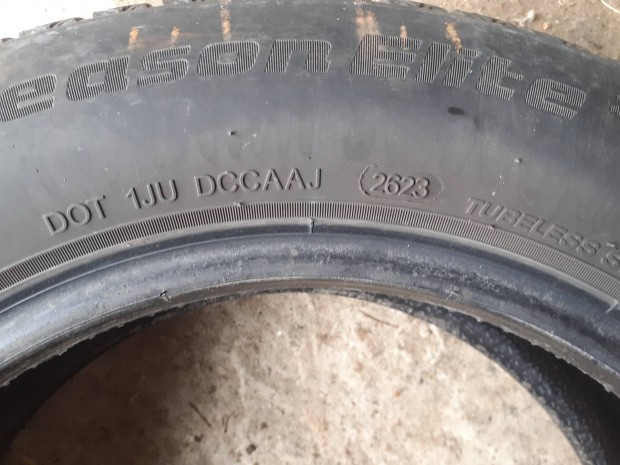 eason Elite
DOT 1JU DCCAAJ 2623 TUBELESS